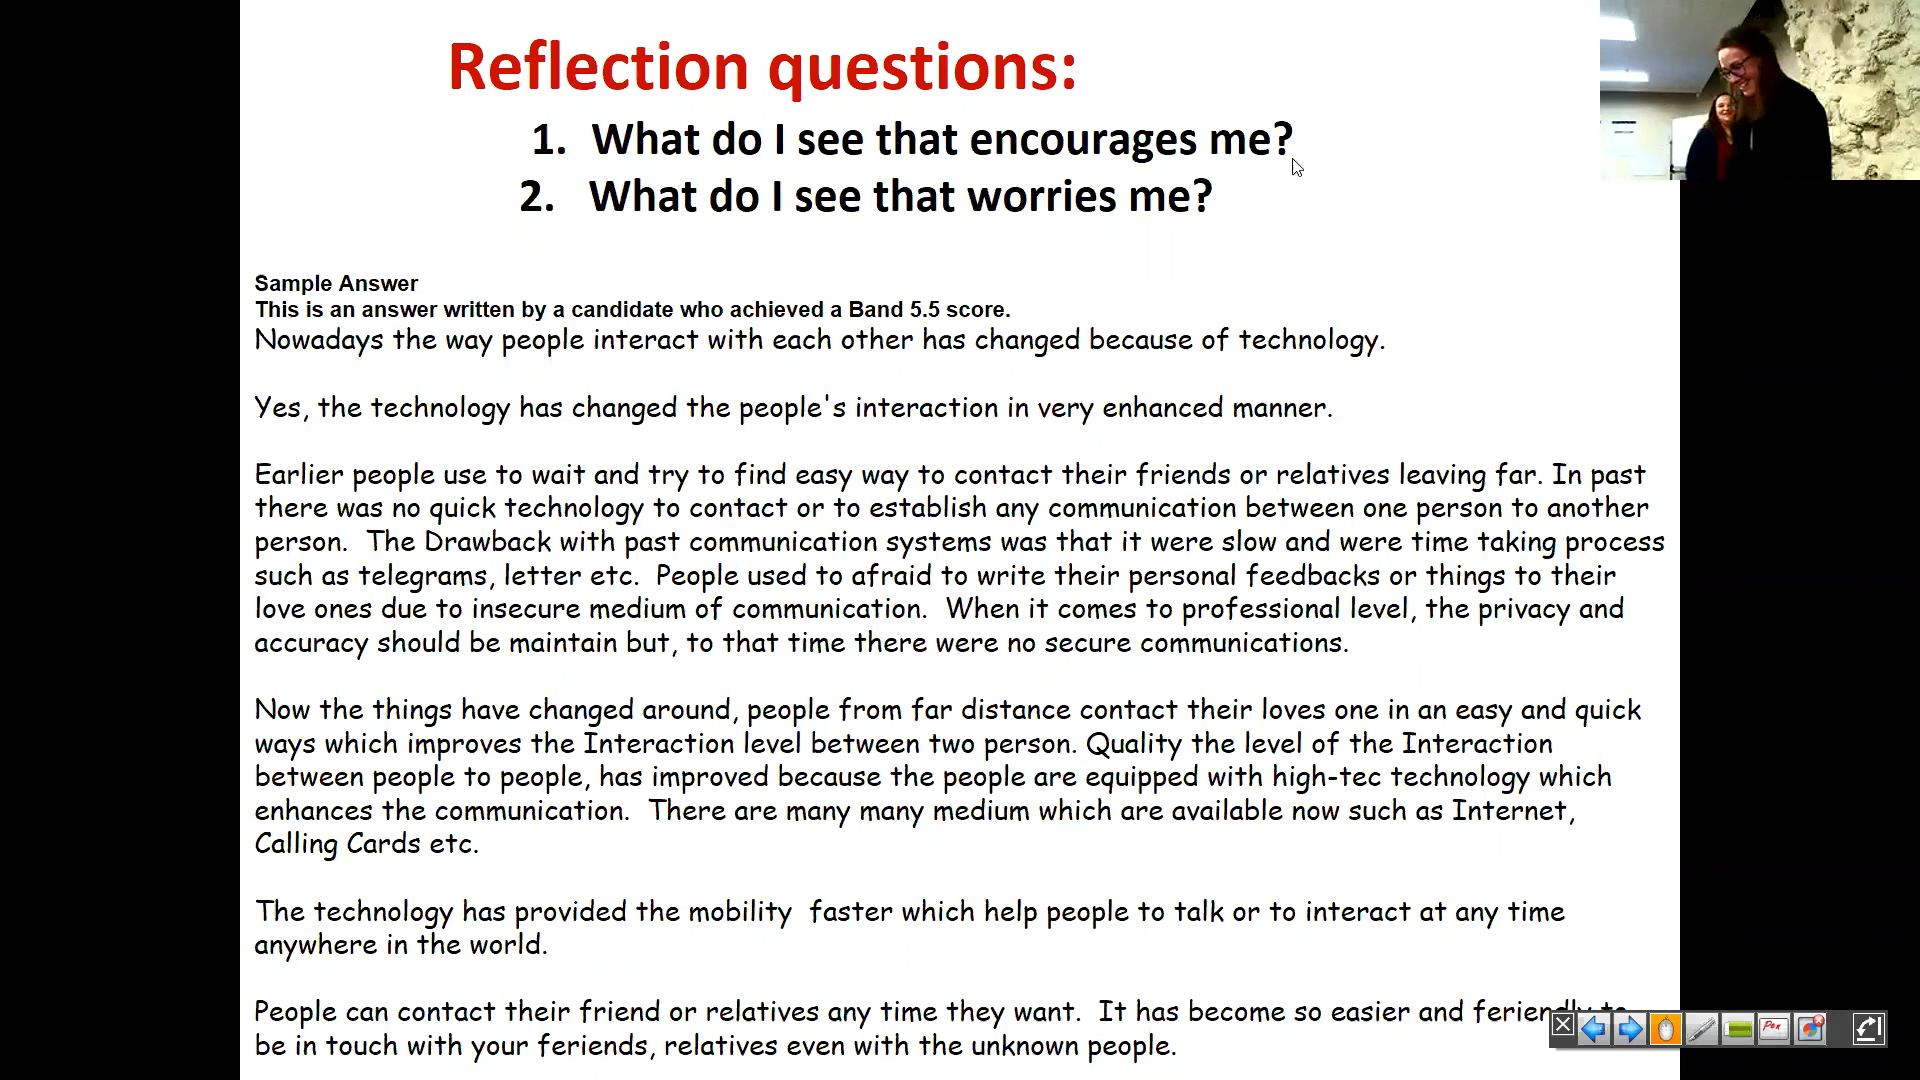 Reflection questions:
1. What do I see that encourages me?
2. What do I see that worries me?
Sample Answer
This is an answer written by a candidate who achieved a Band 5.5 score.
Nowadays the way people interact with each other has changed because of technology.
Yes, the technology has changed the people's interaction in very enhanced manner.
Earlier people use to wait and try to find easy way to contact their friends or relatives leaving far. In past
there was no quick technology to contact or to establish any communication between one person to another
person. The Drawback with past communication systems was that it were slow and were time taking process
such as telegrams, letter etc. People used to afraid to write their personal feedbacks or things to their
love ones due to insecure medium of communication. When it comes to professional level, the privacy and
accuracy should be maintain but, to that time there were no secure communications.
Now the things have changed around, people from far distance contact their loves one in an easy and quick
ways which improves the Interaction level between two person. Quality the level of the Interaction
between people to people, has improved because the people are equipped with high-tec technology which
enhances the communication. There are many many medium which are available now such as Internet,
Calling Cards etc.
The technology has provided the mobility faster which help people to talk or to interact at any time
anywhere in the world.
People can contact their friend or relatives any time they want. It has become so easier and feriendly to
be in touch with your feriends, relatives even with the unknown people.
Pen